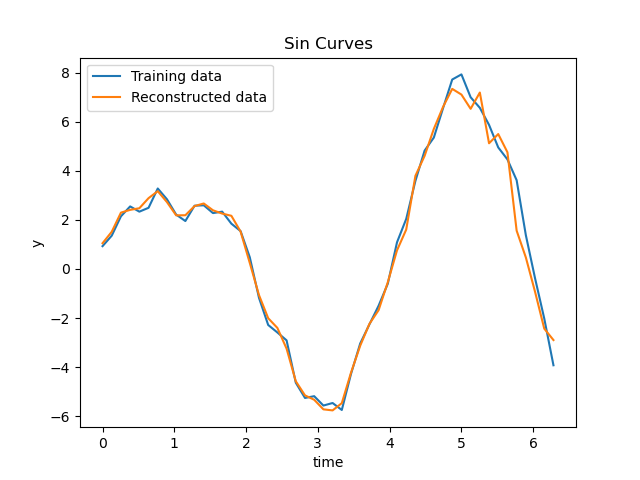 Sin Curves
Training data
Reconstructed data
8
6
4
2
0
−2
−4
−6
y
0 1 2 3 4 5 6
time